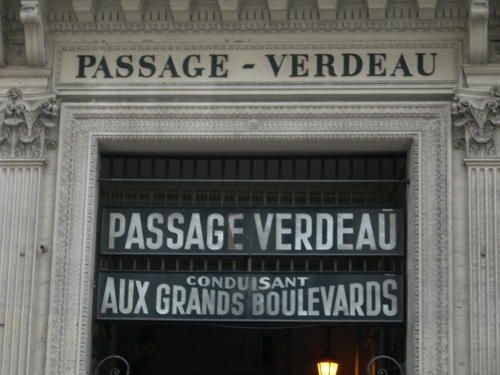 PASSAGE - VERDEAU
PASSAGE VERDEAU
CONDUISANT
AUX GRANDS BOULEVARDS